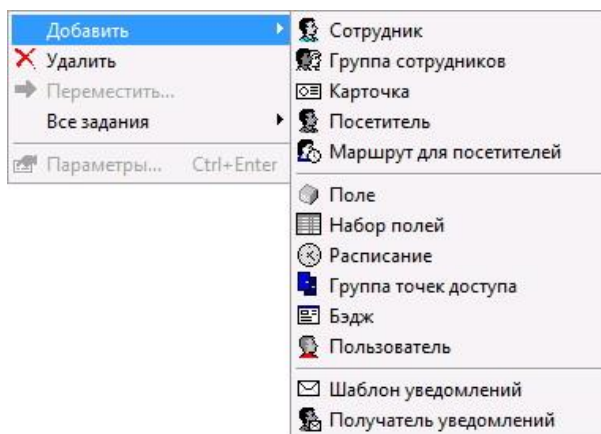 Добавить
Удалить
Переместить...
Все задания
Параметры... Ctrl+Enter
Сотрудник
Группа сотрудников
Карточка
Посетитель
Маршрут для посетителей
Поле
Набор полей
Расписание
Группа точек доступа
Бэдж
Пользователь
Шаблон уведомлений
Получатель уведомлений